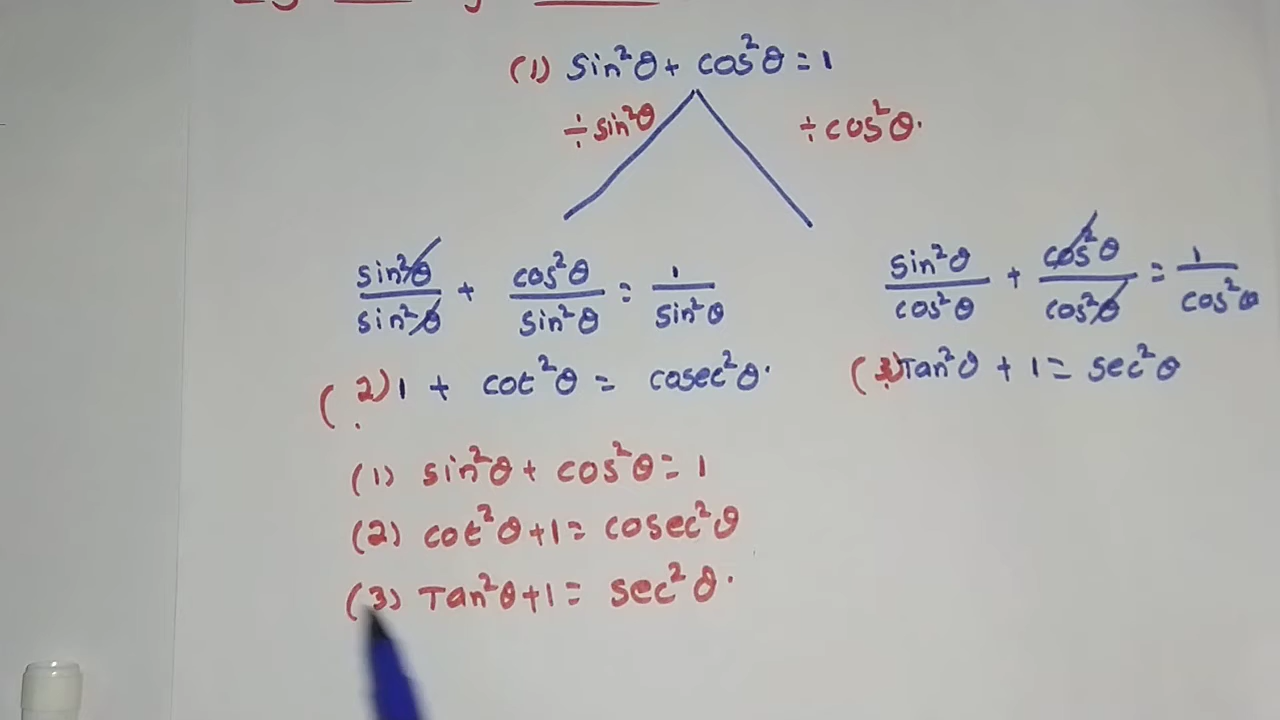 (1) sin²θ + cos²θ = 1
÷ sin²θ ÷ cos²θ.
sin²θ/sin²θ + cos²θ/sin²θ = 1/sin²θ
sin²θ/cos²θ + cos²θ/cos²θ = 1/cos²θ
(2) 1 + cot²θ = cosec²θ.
(3) Tan²θ + 1 = sec²θ
(1) sin²θ + cos²θ = 1
(2) cot²θ + 1 = cosec²θ
(3) Tan²θ + 1 = sec²θ.